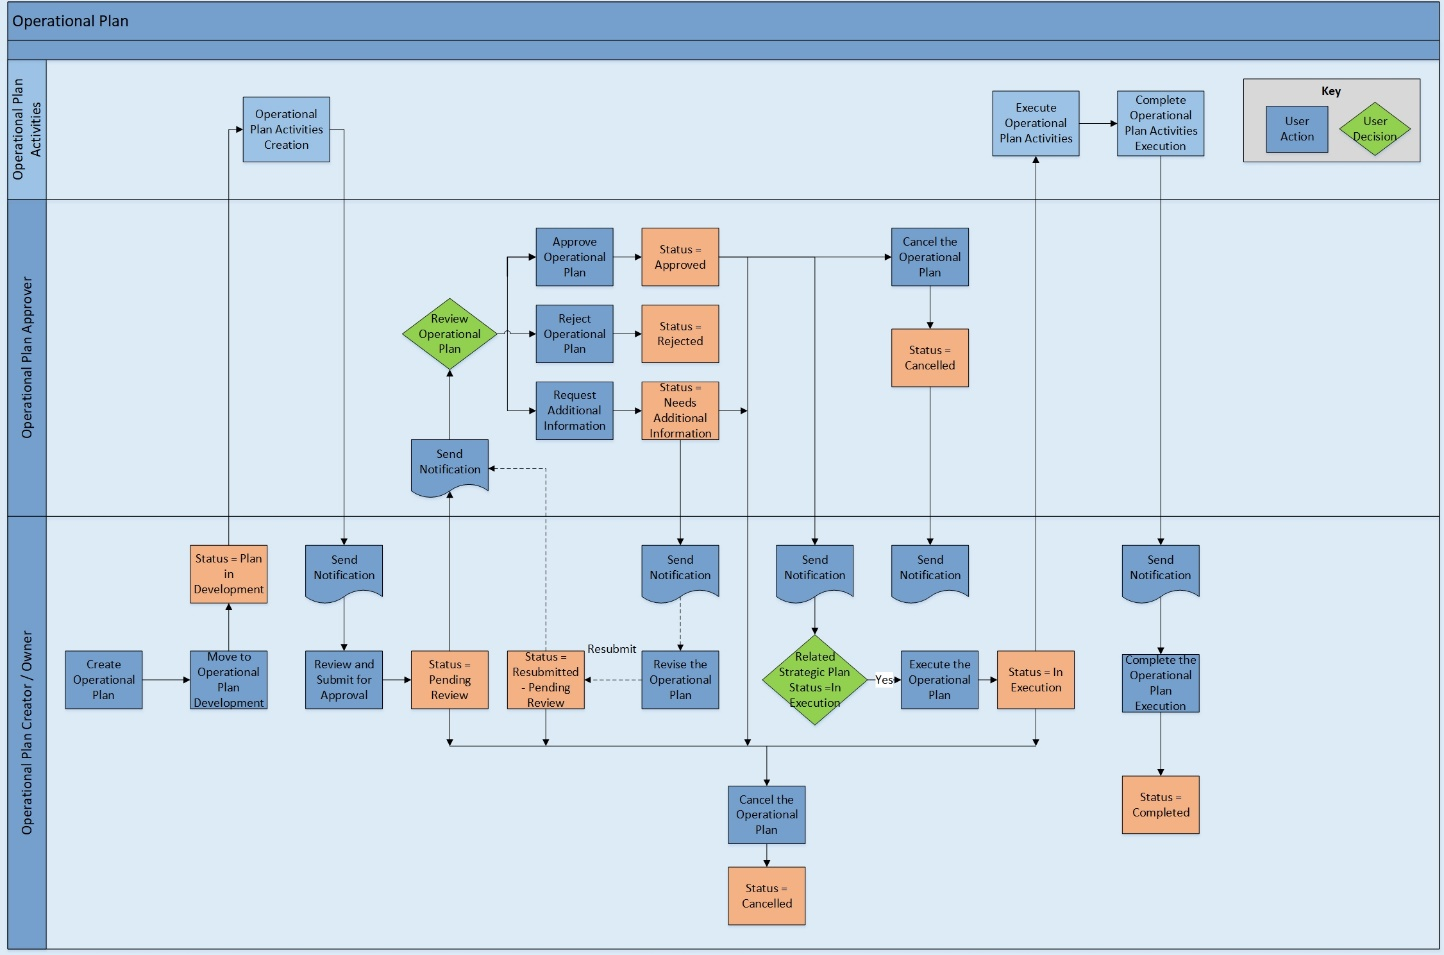 Operational Plan
Operational Plan
Activities
Operational
Plan Activities
Creation
Execute
Operational
Plan Activities
Complete
Operational
Plan Activities
Execution
Key
User
Action
User
Decision
Operational Plan Approver
Approve
Operational
Plan
Status =
Approved
Cancel the
Operational
Plan
Review
Operational
Plan
Reject
Operational
Plan
Status =
Rejected
Status =
Cancelled
Request
Additional
Information
Status =
Needs
Additional
Information
Send
Notification
Operational Plan Creator / Owner
Status = Plan
in
Development
Send
Notification
Send
Notification
Send
Notification
Send
Notification
Send
Notification
Create
Operational
Plan
Move to
Operational
Plan
Development
Review and
Submit for
Approval
Status =
Pending
Review
Status =
Resubmitted
- Pending
Review
Resubmit
Revise the
Operational
Plan
Related
Strategic Plan
Status =In
Execution
Yes
Execute the
Operational
Plan
Status = In
Execution
Complete the
Operational
Plan
Execution
Cancel the
Operational
Plan
Status =
Completed
Status =
Cancelled